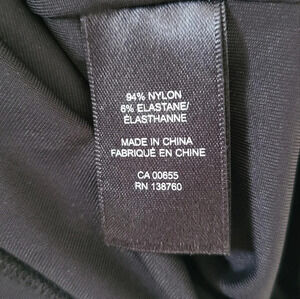 94% NYLON
6% ELASTANE/
ÉLASTHANNE
MADE IN CHINA
FABRIQUÉ EN CHINE
CA 00655
RN 138760